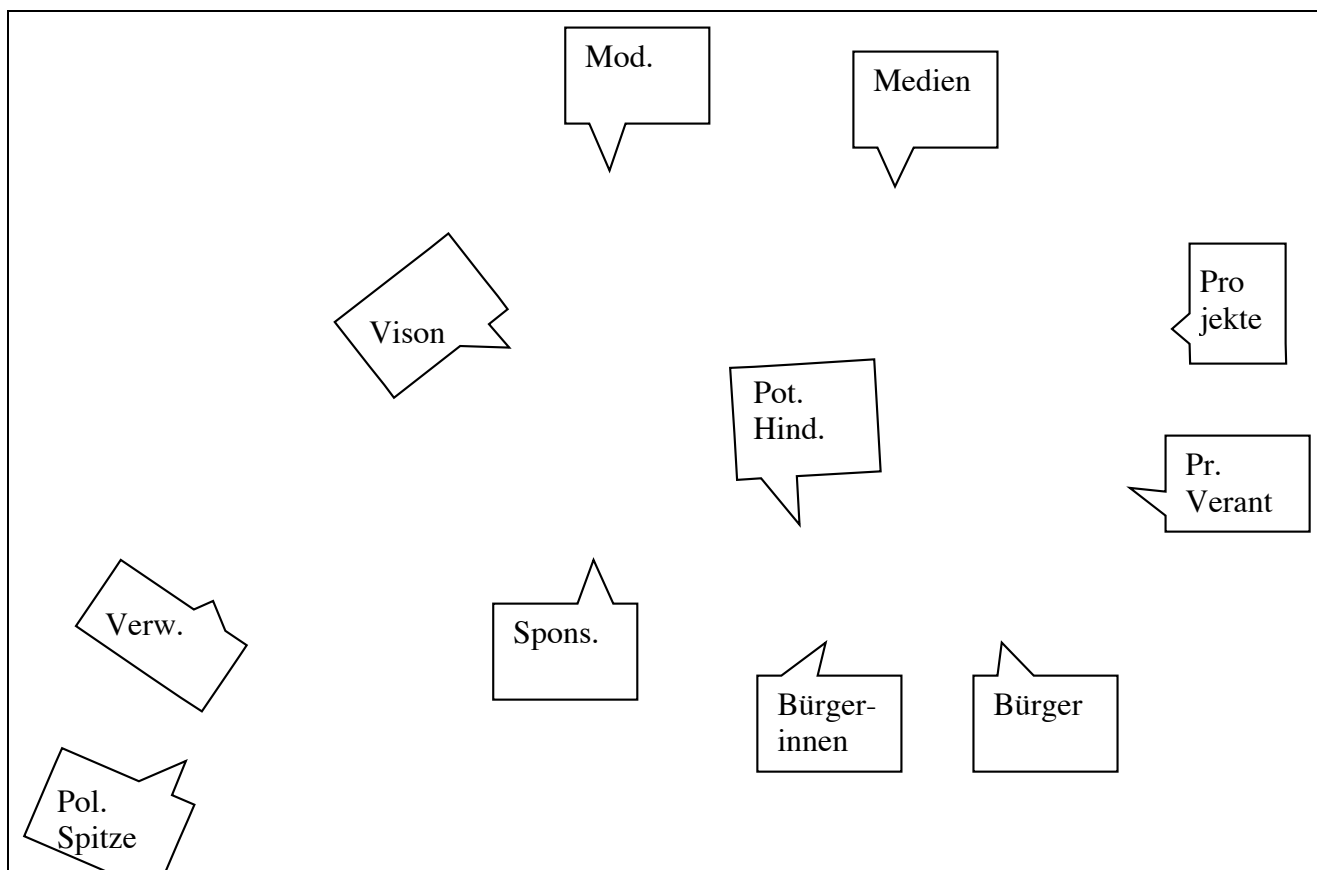 Mod.
Medien
Vison
Pro
jekte
Pot.
Hind.
Pr.
Verant
Verw.
Spons.
Bürger-
innen
Bürger
Pol.
Spitze